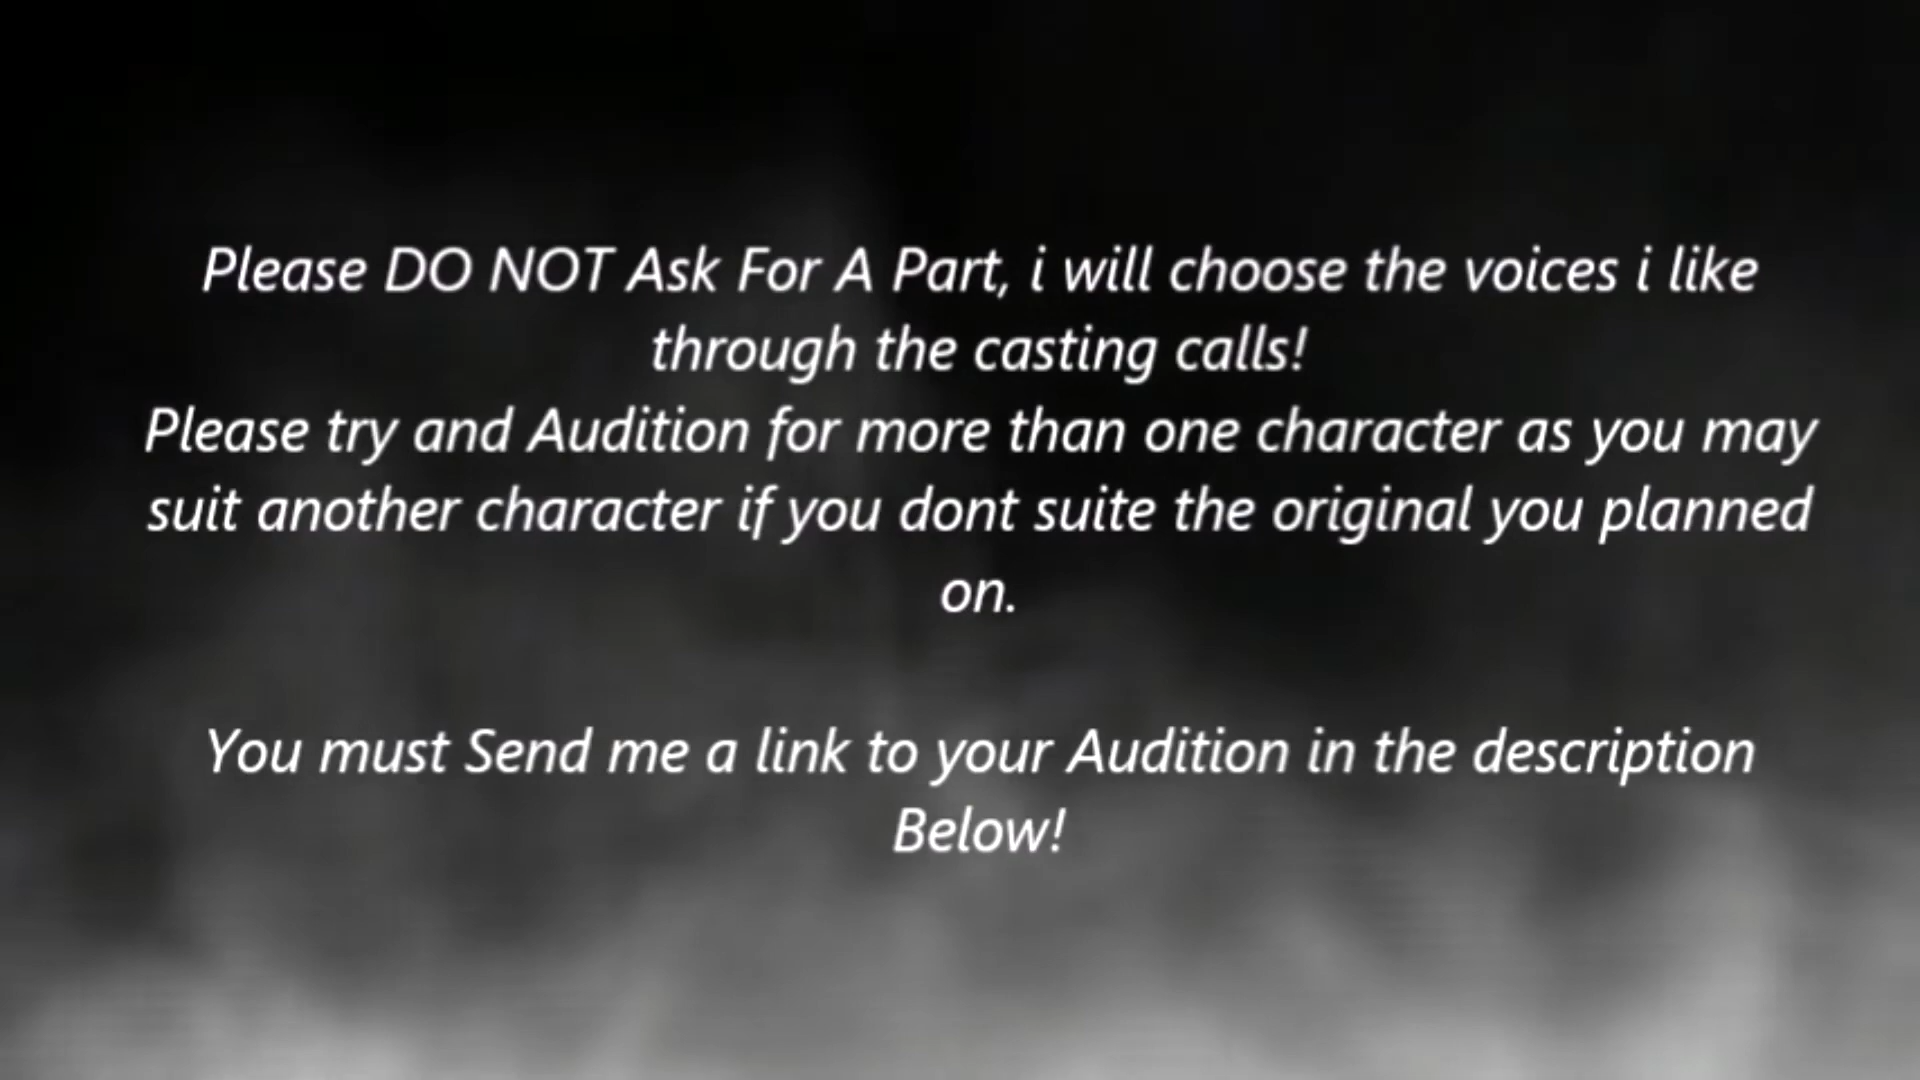 Please DO NOT Ask For A Part, i will choose the voices i like
through the casting calls!
Please try and Audition for more than one character as you may
suit another character if you dont suite the original you planned
on.
You must Send me a link to your Audition in the description
Below!